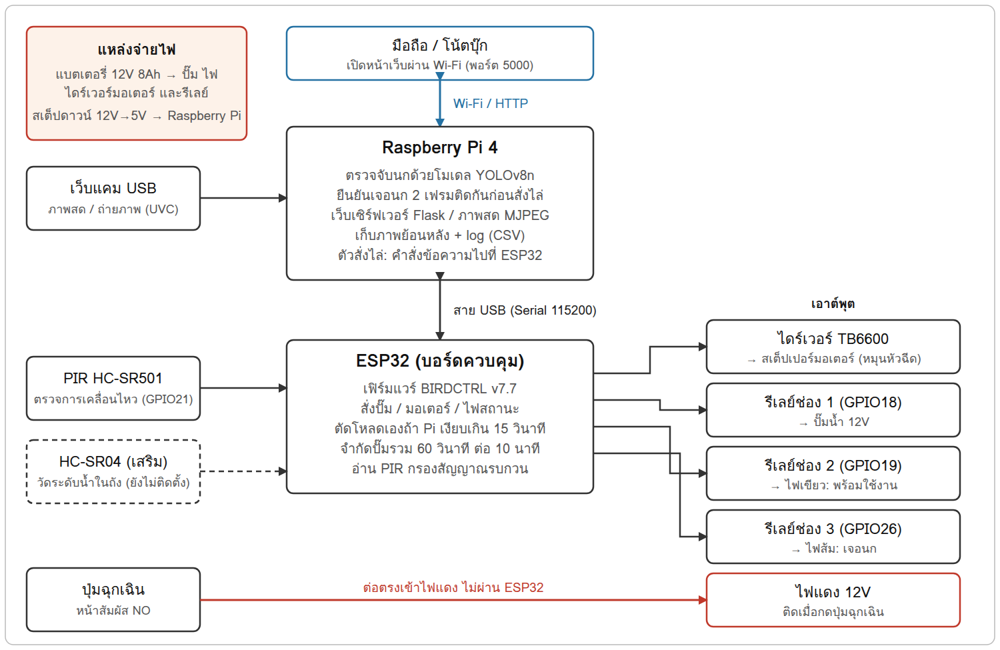 แหล่งจ่ายไฟ
แบตเตอรี่ 12V 8Ah → ปั๊ม ไฟ
ไดร์เวอร์มอเตอร์ และรีเลย์
สเต็ปดาวน์ 12V→5V → Raspberry Pi
มือถือ / โน้ตบุ๊ก
เปิดหน้าเว็บผ่าน Wi-Fi (พอร์ต 5000)
Wi-Fi / HTTP
Raspberry Pi 4
ตรวจจับนกด้วยโมเดล YOLOv8n
ยืนยันเจอนก 2 เฟรมติดกันก่อนสั่งไล่
เว็บเซิร์ฟเวอร์ Flask / ภาพสด MJPEG
เก็บภาพย้อนหลัง + log (CSV)
ตัวสั่งไล่: คำสั่งข้อความไปที่ ESP32
เว็บแคม USB
ภาพสด / ถ่ายภาพ (UVC)
สาย USB (Serial 115200)
ESP32 (บอร์ดควบคุม)
เฟิร์มแวร์ BIRDCTRL v7.7
สั่งปั๊ม / มอเตอร์ / ไฟสถานะ
ตัดโหลดเองถ้า Pi เงียบเกิน 15 วินาที
จำกัดปั๊มรวม 60 วินาที ต่อ 10 นาที
อ่าน PIR กรองสัญญาณรบกวน
PIR HC-SR501
ตรวจการเคลื่อนไหว (GPIO21)
HC-SR04 (เสริม)
วัดระดับน้ำในถัง (ยังไม่ติดตั้ง)
เอาต์พุต
ไดร์เวอร์ TB6600
→ สเต็ปเปอร์มอเตอร์ (หมุนหัวฉีด)
รีเลย์ช่อง 1 (GPIO18)
→ ปั๊มน้ำ 12V
รีเลย์ช่อง 2 (GPIO19)
→ ไฟเขียว: พร้อมใช้งาน
รีเลย์ช่อง 3 (GPIO26)
→ ไฟส้ม: เจอนก
ปุ่มฉุกเฉิน
หน้าสัมผัส NO
ต่อตรงเข้าไฟแดง ไม่ผ่าน ESP32
ไฟแดง 12V
ติดเมื่อกดปุ่มฉุกเฉิน